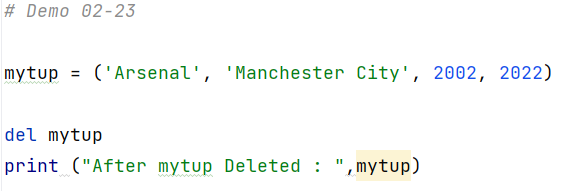 # Demo 02-23
mytup = ('Arsenal', 'Manchester City', 2002, 2022)
del mytup
print ("After mytup Deleted : ",mytup)